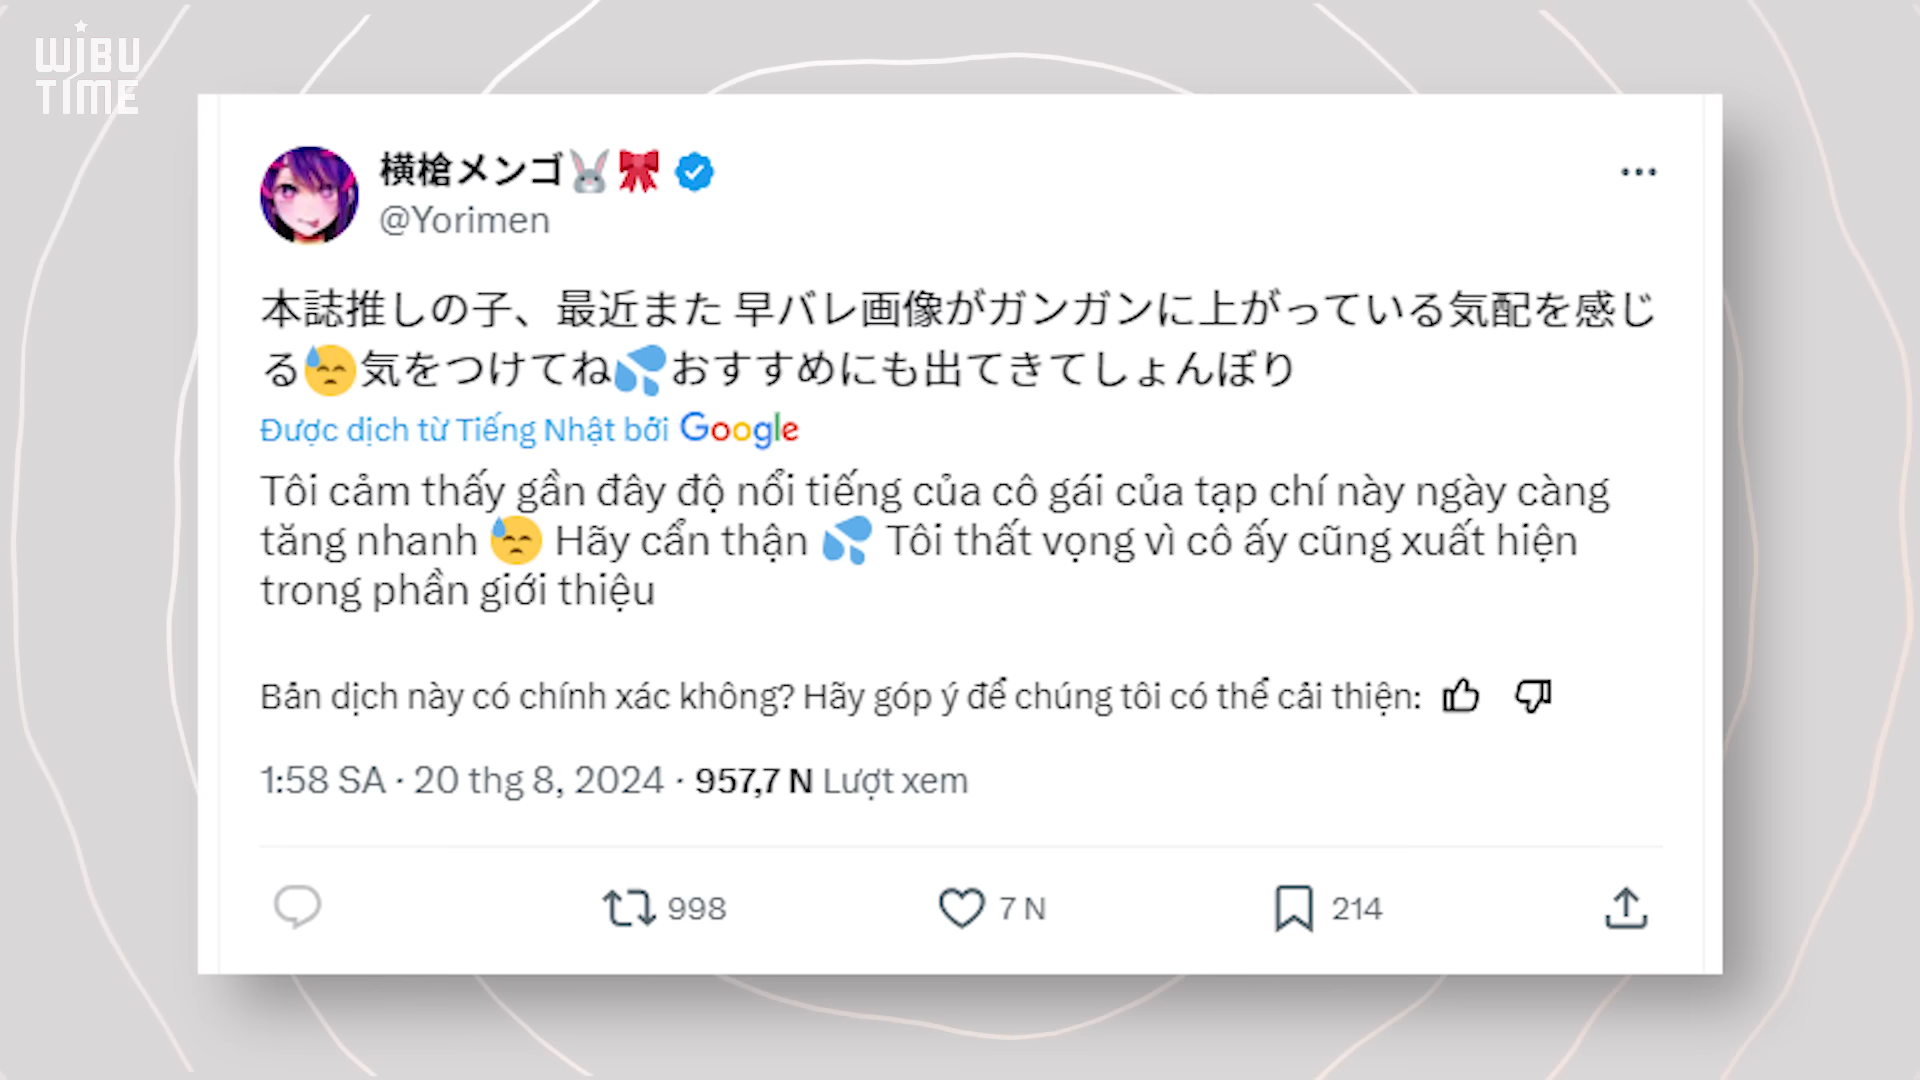 WIBU
TIME
横槍メンゴ🐰🎀
@Yorimen
本誌推しの子、最近また 早バレ画像がガンガンに上がっている気配を感じ
る😓気をつけてね💦おすすめにも出てきてしょんぼり
Được dịch từ Tiếng Nhật bởi Google
Tôi cảm thấy gần đây độ nổi tiếng của cô gái của tạp chí này ngày càng
tăng nhanh 😓 Hãy cẩn thận 💦 Tôi thất vọng vì cô ấy cũng xuất hiện
trong phần giới thiệu
Bản dịch này có chính xác không? Hãy góp ý để chúng tôi có thể cải thiện:
1:58 SA · 20 thg 8, 2024 · 957,7 N Lượt xem
998 7 N 214